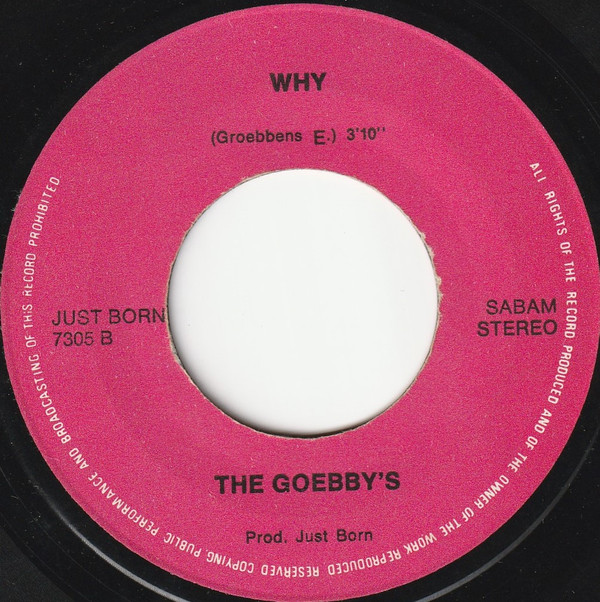 WHY
(Groebbens E.) 3'10"
JUST BORN
7305 B
SABAM
STEREO
THE GOEBBY'S
Prod. Just Born
ALL RIGHTS OF THE RECORD PRODUCED AND OF THE OWNER OF THE WORK REPRODUCED RESERVED COPYING PUBLIC PERFORMANCE AND BROADCASTING OF THIS RECORD PROHIBITED